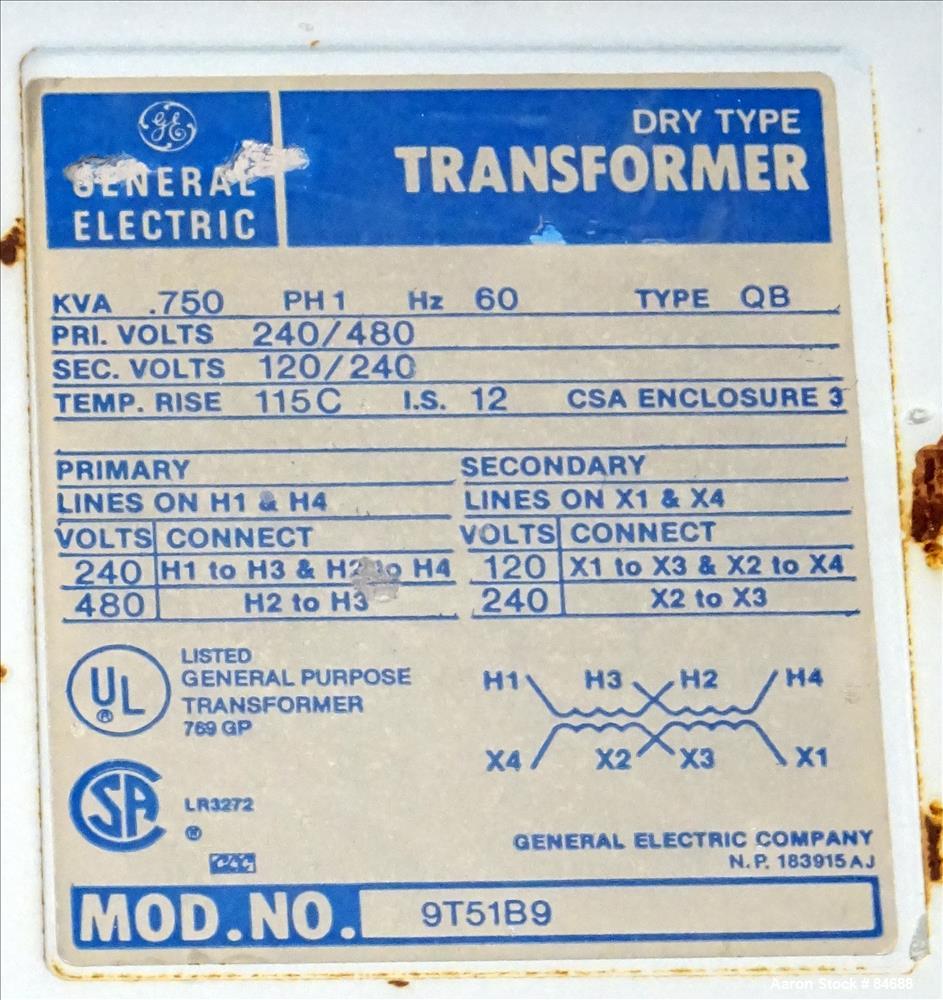 GE
GENERAL
ELECTRIC
DRY TYPE
TRANSFORMER
KVA .750 PH 1 Hz 60 TYPE QB
PRI. VOLTS 240/480
SEC. VOLTS 120/240
TEMP. RISE 115C I.S. 12 CSA ENCLOSURE 3
PRIMARY
LINES ON H1 & H4
VOLTS CONNECT
240 H1 to H3 & H2 to H4
480 H2 to H3
SECONDARY
LINES ON X1 & X4
VOLTS CONNECT
120 X1 to X3 & X2 to X4
240 X2 to X3
UL ®
LISTED
GENERAL PURPOSE
TRANSFORMER
769 GP
H1 H3 H2 H4
X4 X2 X3 X1
SA
LR3272
®
GENERAL ELECTRIC COMPANY
N.P. 183915AJ
MOD.NO. 9T51B9
Aaron Stock # 84686